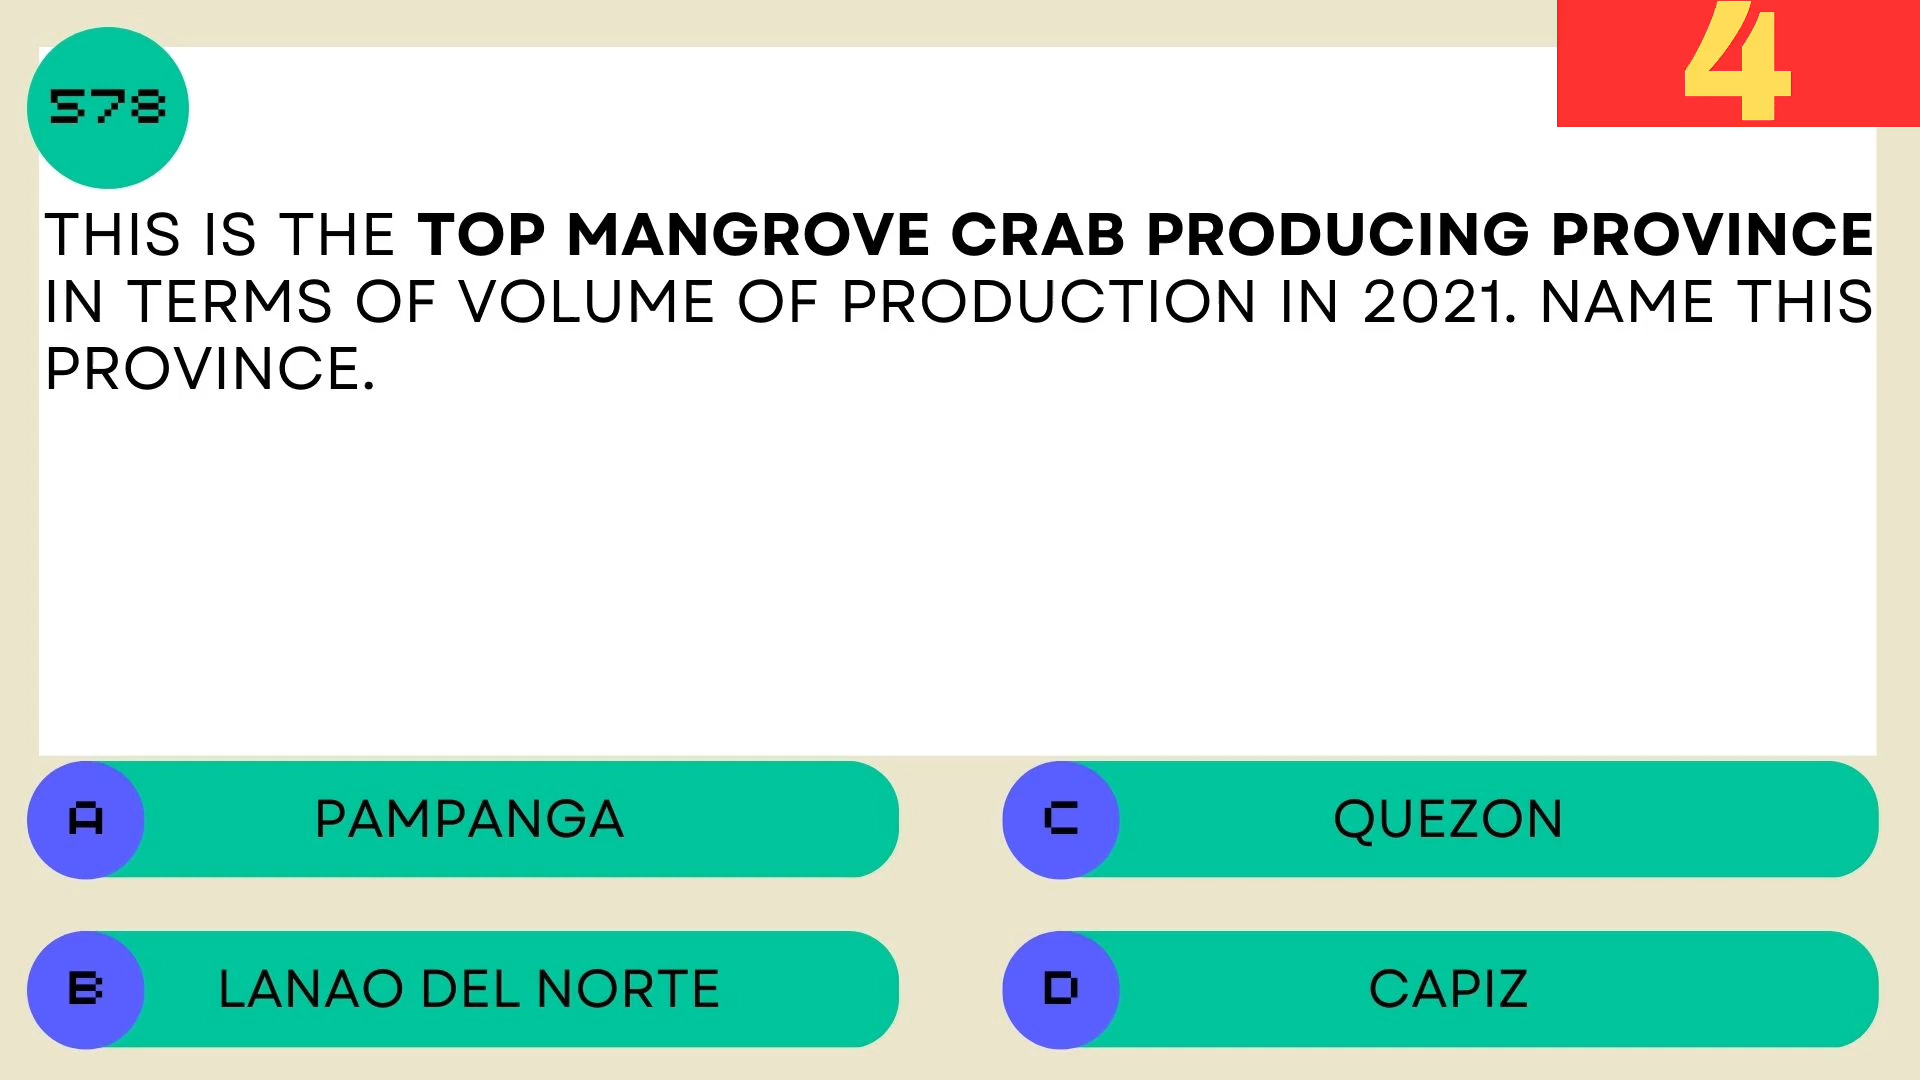 578
4
THIS IS THE TOP MANGROVE CRAB PRODUCING PROVINCE
IN TERMS OF VOLUME OF PRODUCTION IN 2021. NAME THIS
PROVINCE.
A PAMPANGA
C QUEZON
B LANAO DEL NORTE
D CAPIZ